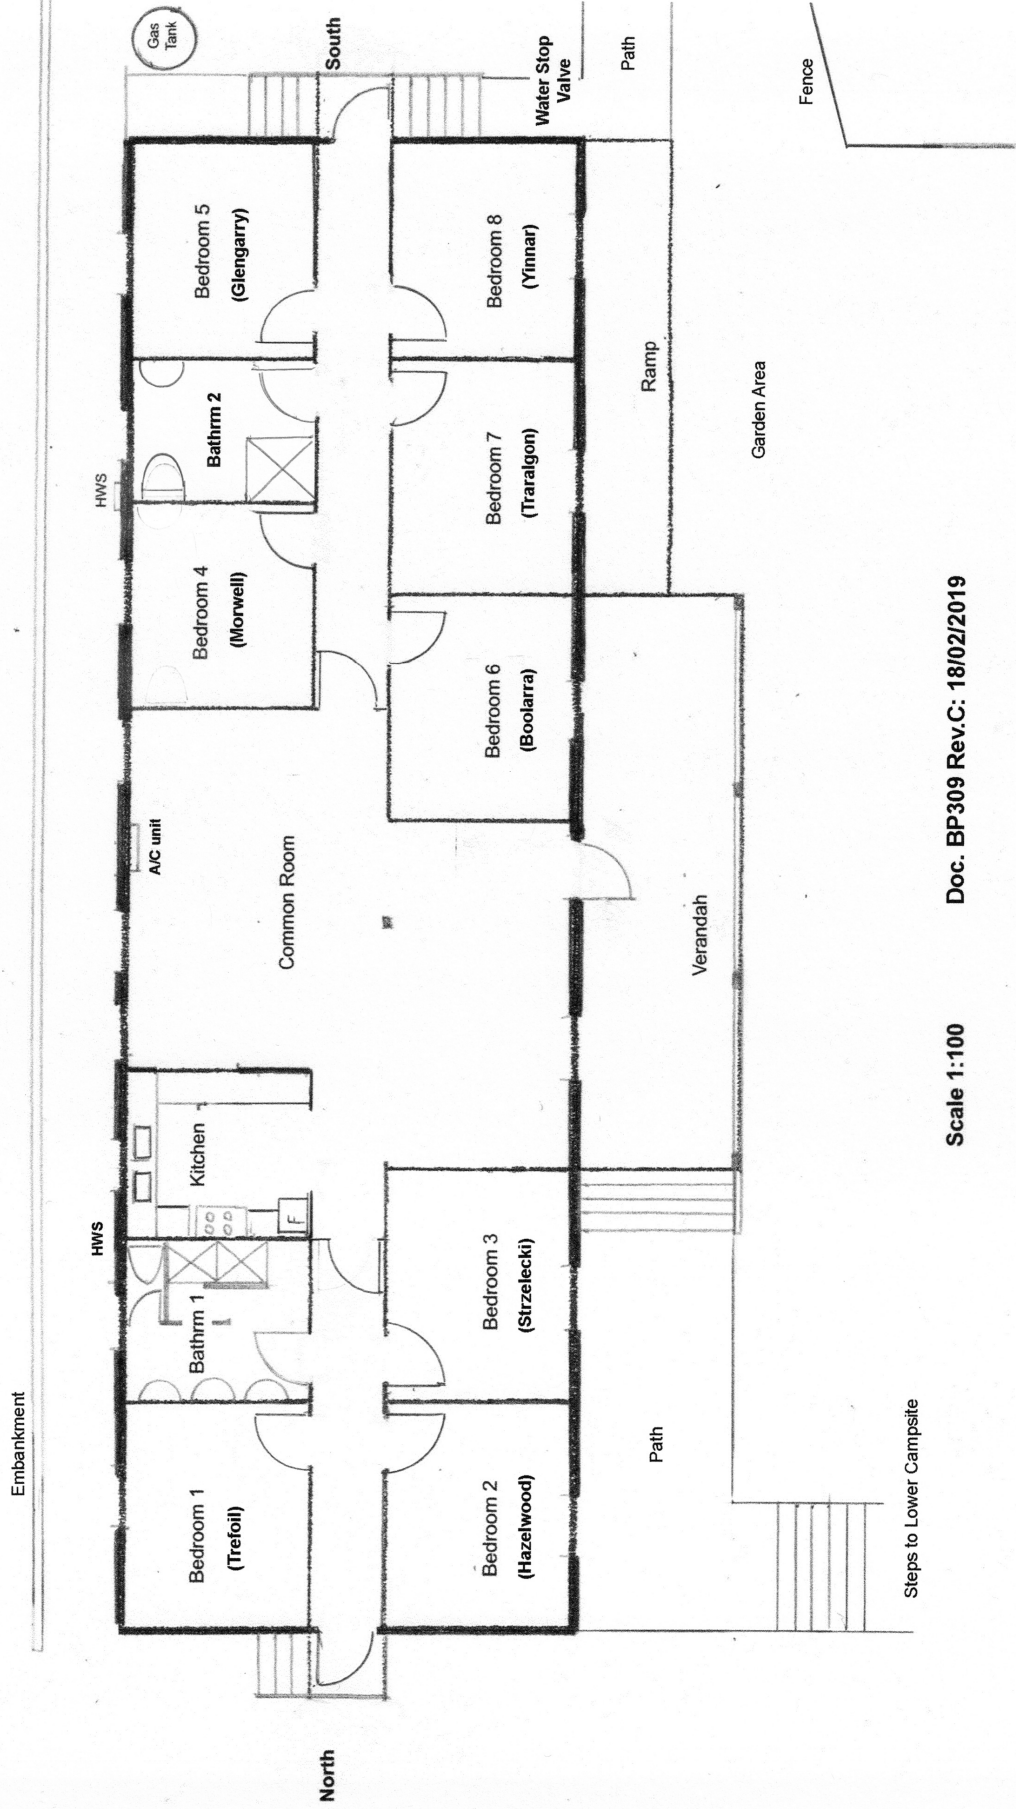 Embankment
HWS
HWS
Gas
Tank
South
North
Bedroom 1
(Trefoil)
Bathrm 1
Kitchen
F
A/C unit
Common Room
Bedroom 4
(Morwell)
Bathrm 2
Bedroom 5
(Glengarry)
Bedroom 2
(Hazelwood)
Bedroom 3
(Strzelecki)
Bedroom 6
(Boolarra)
Bedroom 7
(Traralgon)
Bedroom 8
(Yinnar)
Water Stop
Valve
Path
Verandah
Ramp
Path
Garden Area
Fence
Steps to Lower Campsite
Scale 1:100
Doc. BP309 Rev.C: 18/02/2019